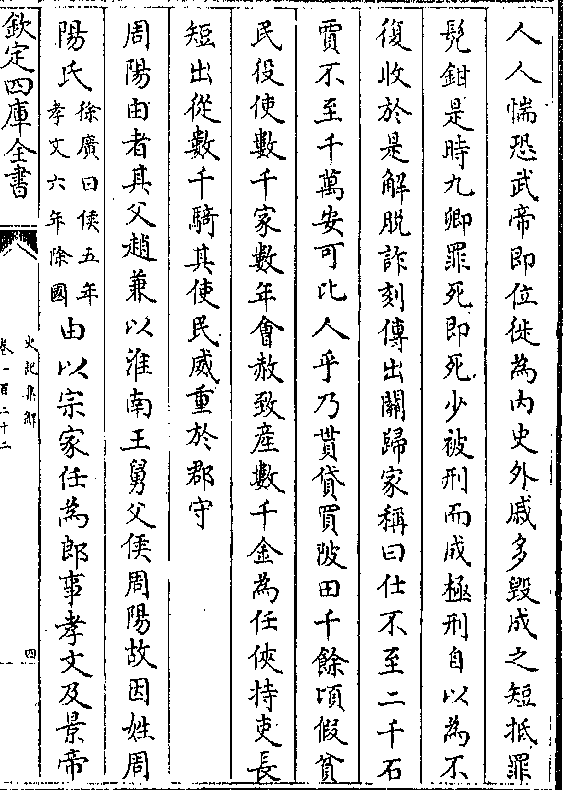 人人惴恐武帝即位徙為內史外戚多毀成之短抵罪
髠鉗是時九卿罪死即死少被刑而成極刑自以為不
復收於是解脫詐刻傳出關歸家稱曰仕不至二千石
賈不至千萬安可比人乎乃貰貸買陂田千餘頃假貧
民役使數千家數年會赦致産數千金為任俠持吏長
短出從數千騎其使民威重於郡守
周陽由者其父趙兼以淮南王舅父侯周陽故因姓周
陽氏徐廣曰侯五年孝文六年除國由以宗家任為郎事孝文及景帝
欽定四庫全書
史記集解
卷一百二十二
四